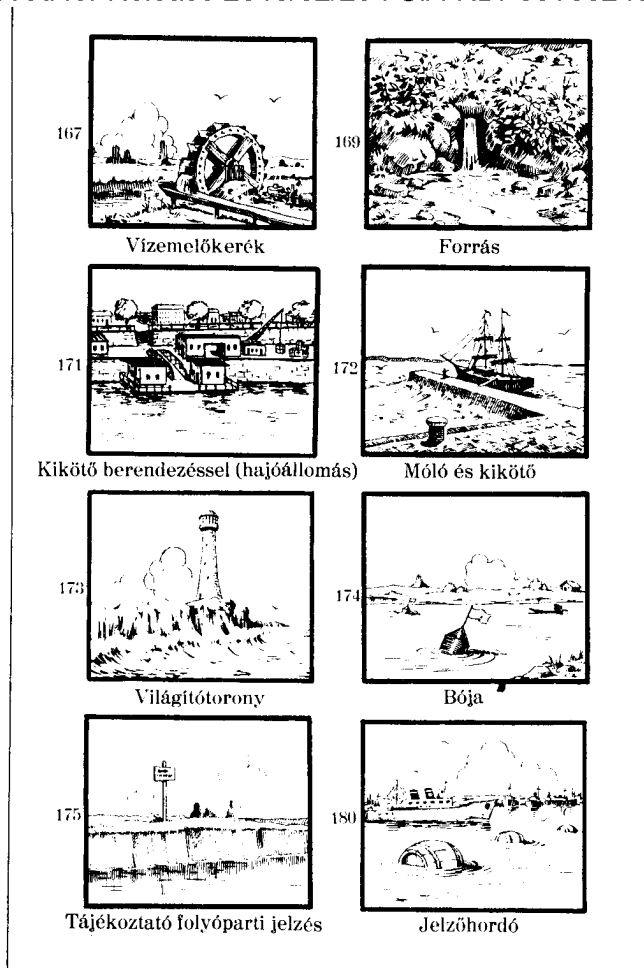 167
169
Vízemelőkerék
Forrás
171
172
Kikötő berendezéssel (hajóállomás)
Móló és kikötő
173
174
Világítótorony
Bója
175
180
Tájékoztató folyóparti jelzés
Jelzőhordó